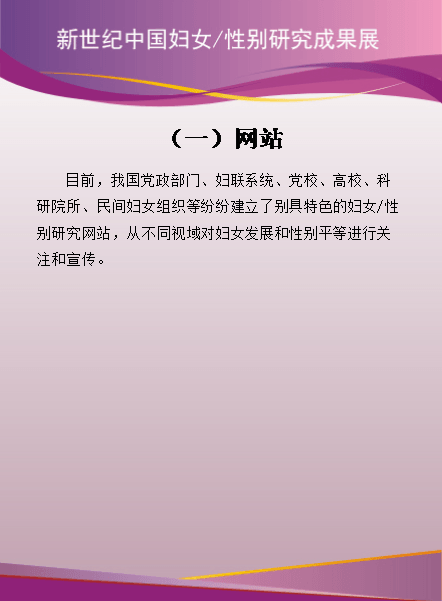 新世纪中国妇女/性别研究成果展
（一）网站
目前，我国党政部门、妇联系统、党校、高校、科
研院所、民间妇女组织等纷纷建立了别具特色的妇女/性
别研究网站，从不同视域对妇女发展和性别平等进行关
注和宣传。